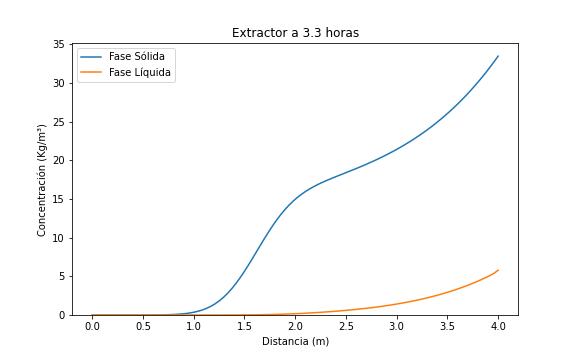 Extractor a 3.3 horas
Fase Sólida
Fase Líquida
Concentración (Kg/m³)
35
30
25
20
15
10
5
0
0.0 0.5 1.0 1.5 2.0 2.5 3.0 3.5 4.0
Distancia (m)